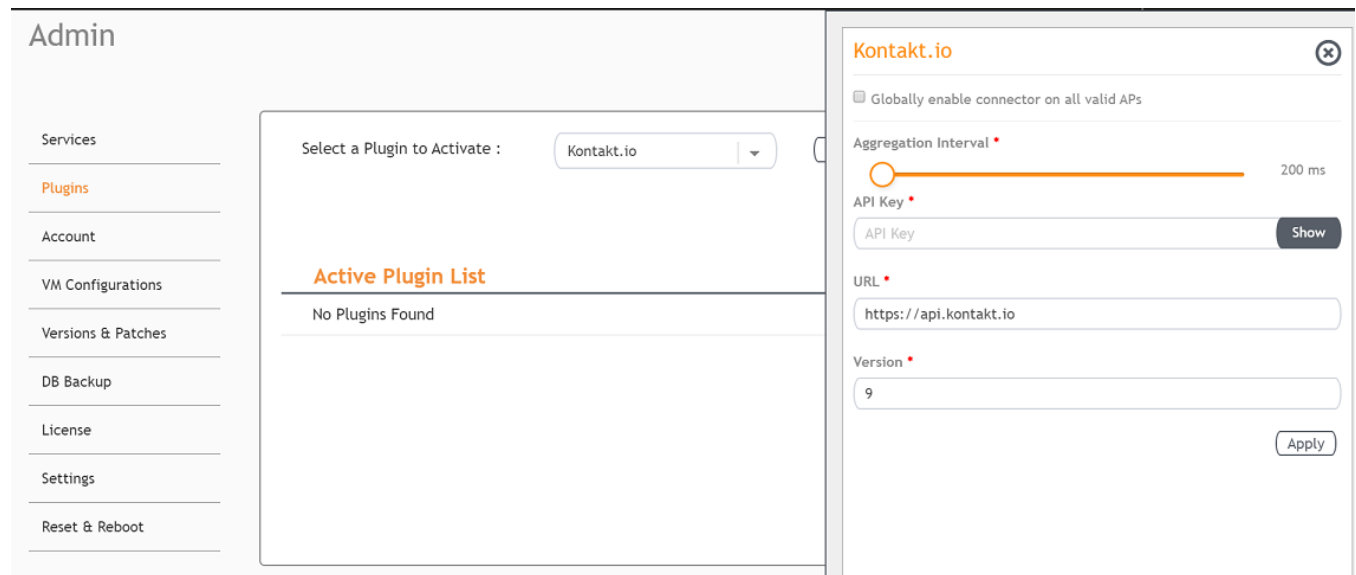 Admin
Services
Plugins
Account
VM Configurations
Versions & Patches
DB Backup
License
Settings
Reset & Reboot
Select a Plugin to Activate :
Kontakt.io
Active Plugin List
No Plugins Found
Kontakt.io
Globally enable connector on all valid APs
Aggregation Interval *
200 ms
API Key *
API Key
Show
URL *
https://api.kontakt.io
Version *
9
Apply